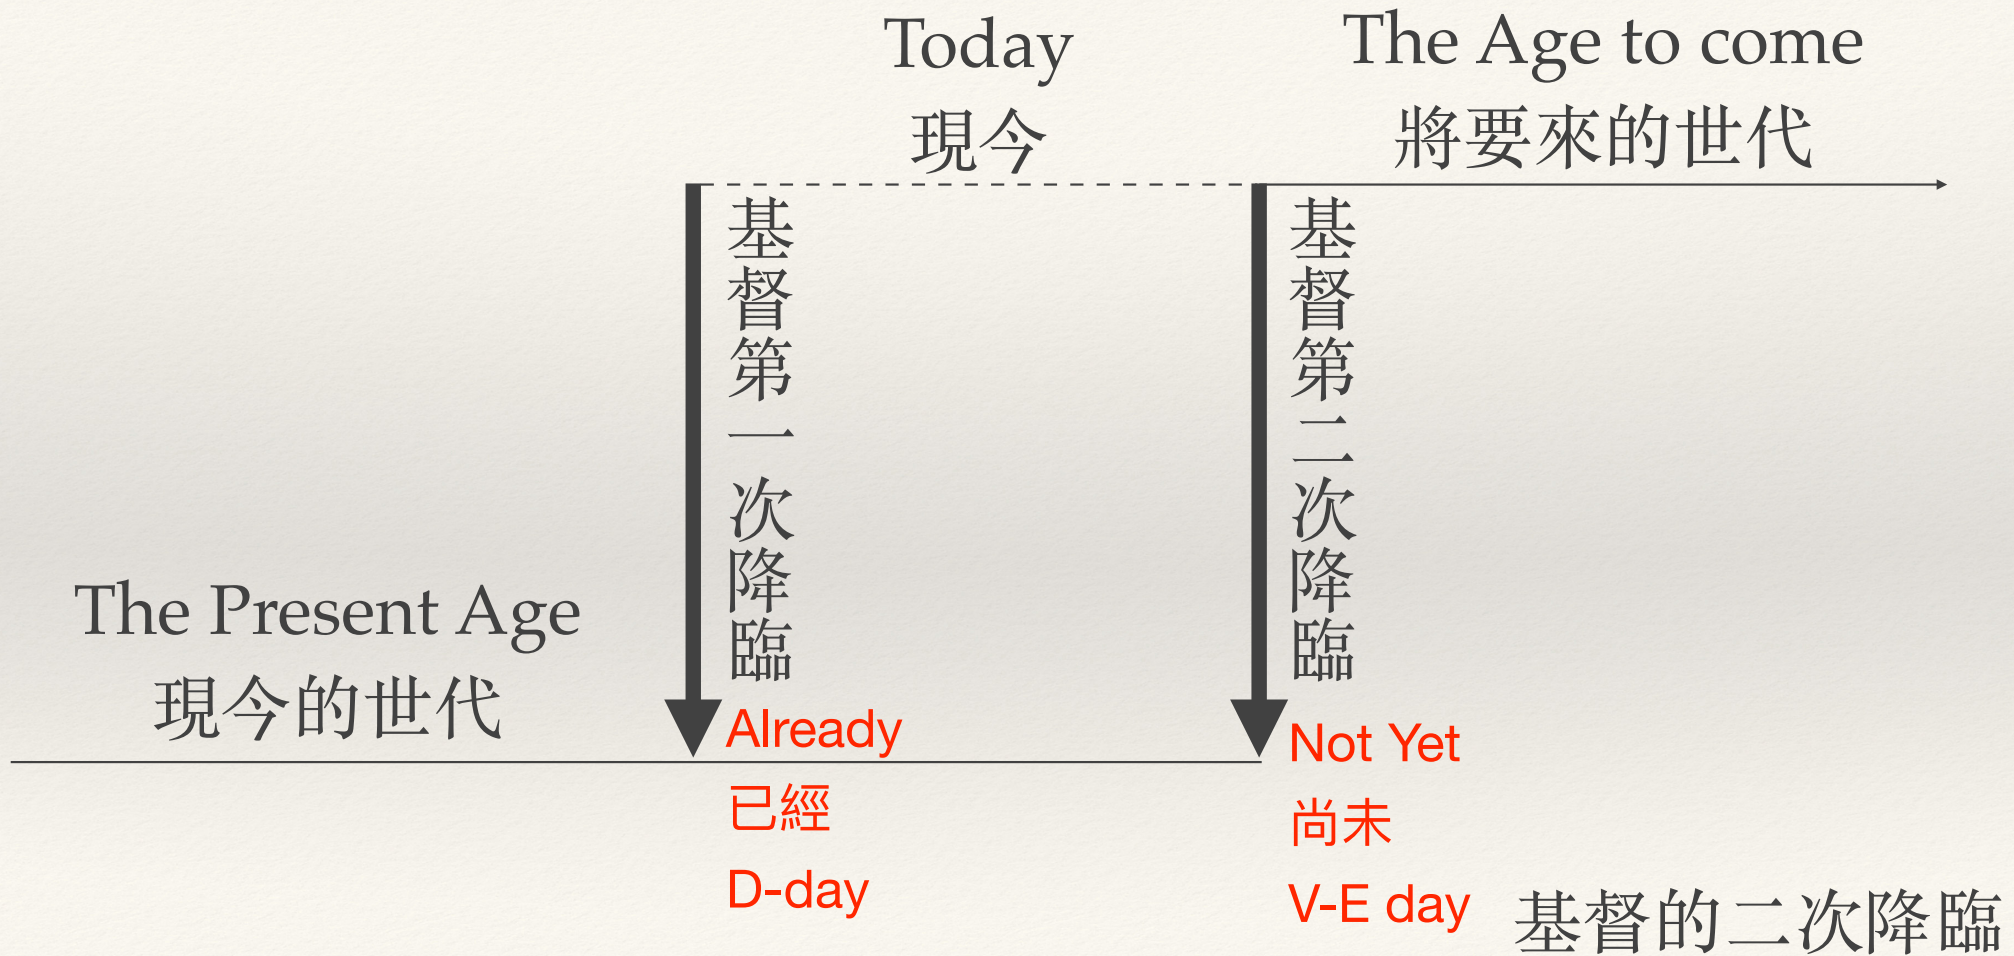 Today
現今
The Age to come
將要來的世代
基督第一次降臨
基督第二次降臨
The Present Age
現今的世代
Already
已經
D-day
Not Yet
尚未
V-E day
基督的二次降臨